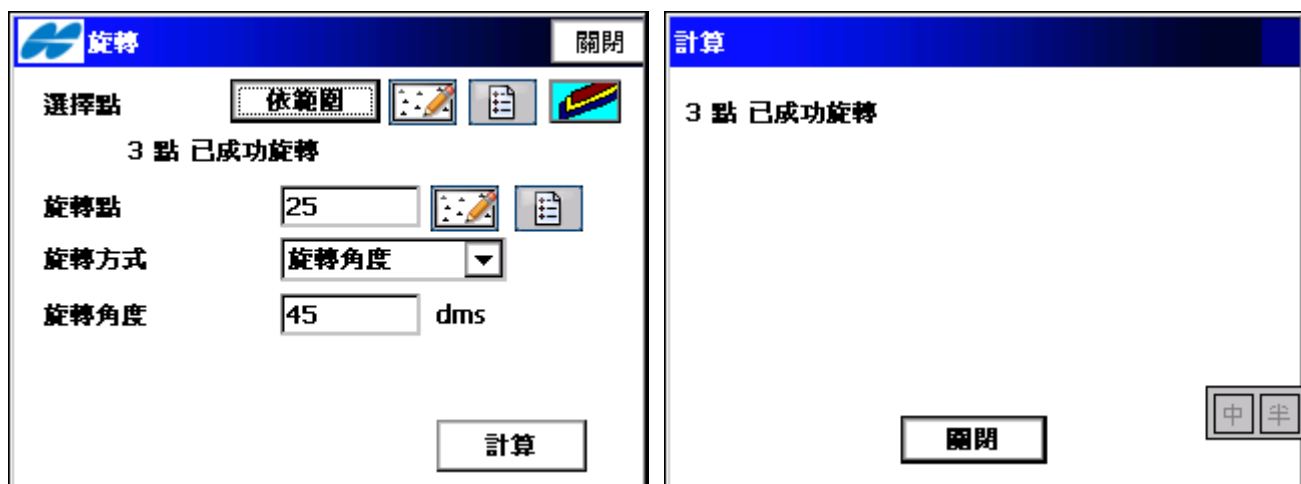 旋轉
關閉
選擇點 依範圍
3 點 已成功旋轉
旋轉點 25
旋轉方式 旋轉角度
旋轉角度 45 dms
計算
計算
3 點 已成功旋轉
中 半
關閉